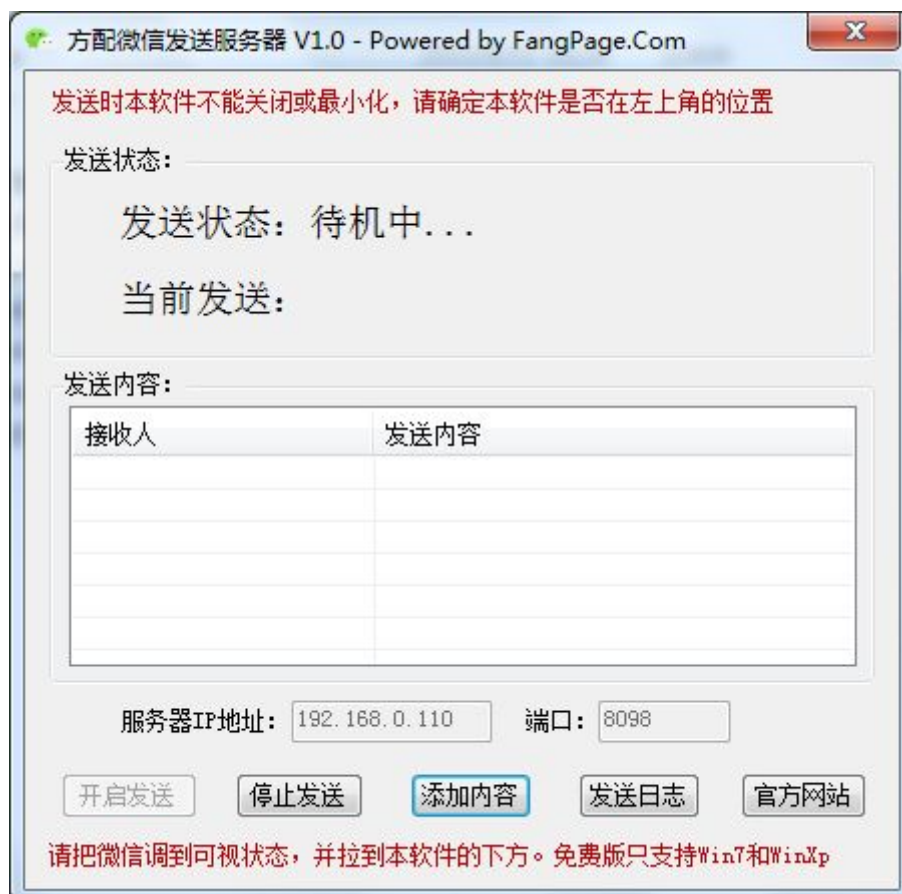 方配微信发送服务器 V1.0 - Powered by FangPage.Com
发送时本软件不能关闭或最小化，请确定本软件是否在左上角的位置
发送状态：
发送状态：待机中...
当前发送：
发送内容：
接收人 发送内容
服务器IP地址：192.168.0.110 端口：8098
开启发送 停止发送 添加内容 发送日志 官方网站
请把微信调到可视状态，并拉到本软件的下方。免费版只支持Win7和WinXp